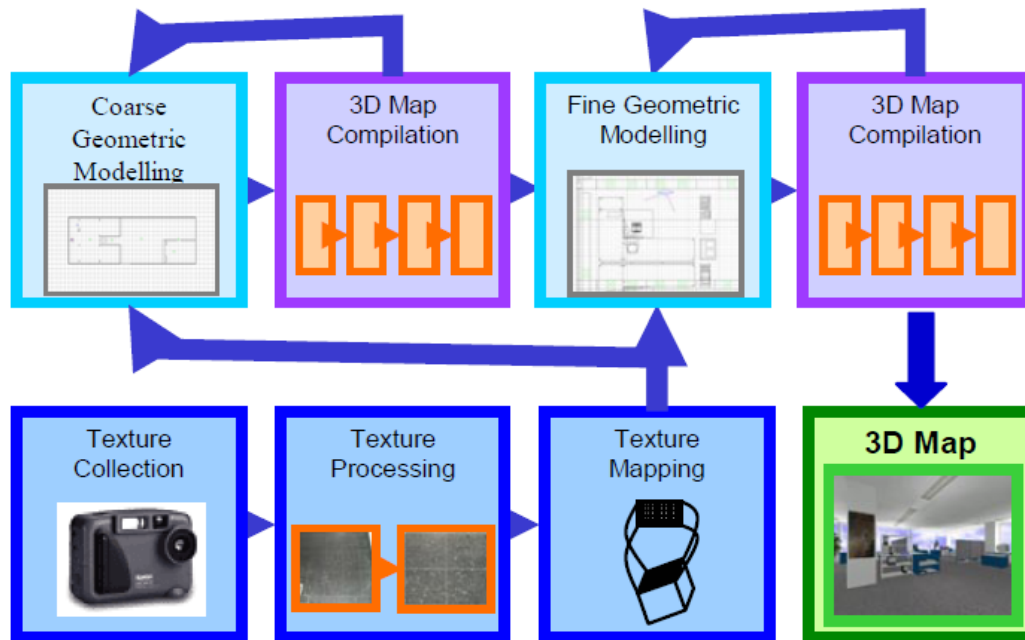 Coarse
Geometric
Modelling
3D Map
Compilation
Fine Geometric
Modelling
3D Map
Compilation
Texture
Collection
Texture
Processing
Texture
Mapping
3D Map